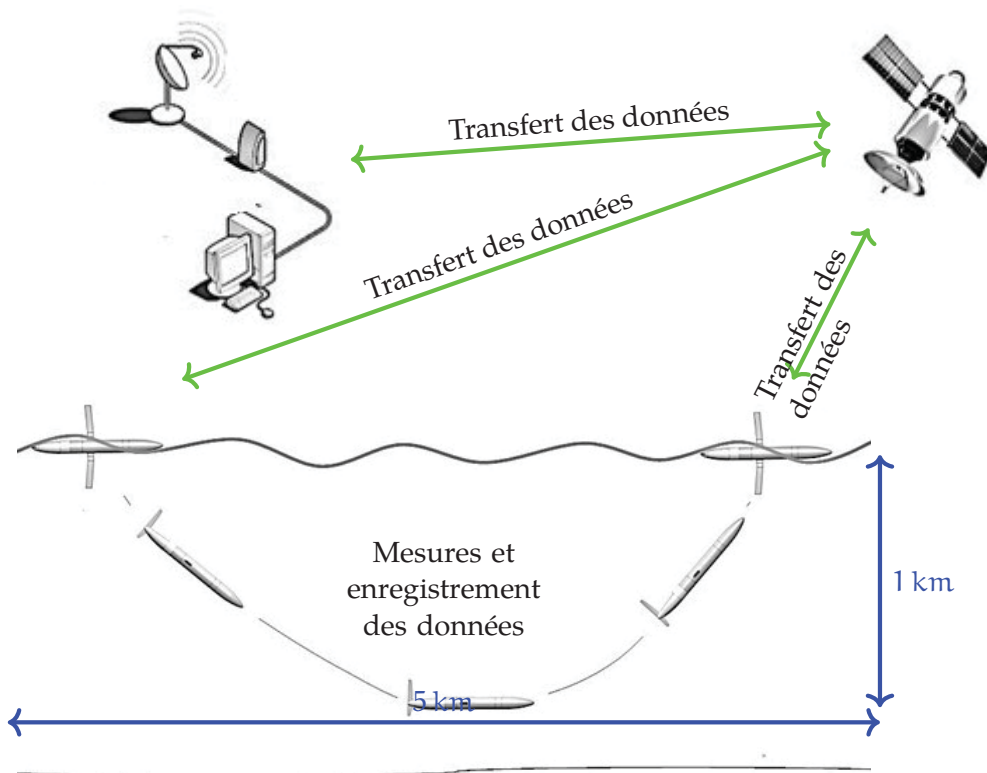 Transfert des données
Transfert des données
Transfert des
données
Mesures et
enregistrement
des données
1 km
5 km